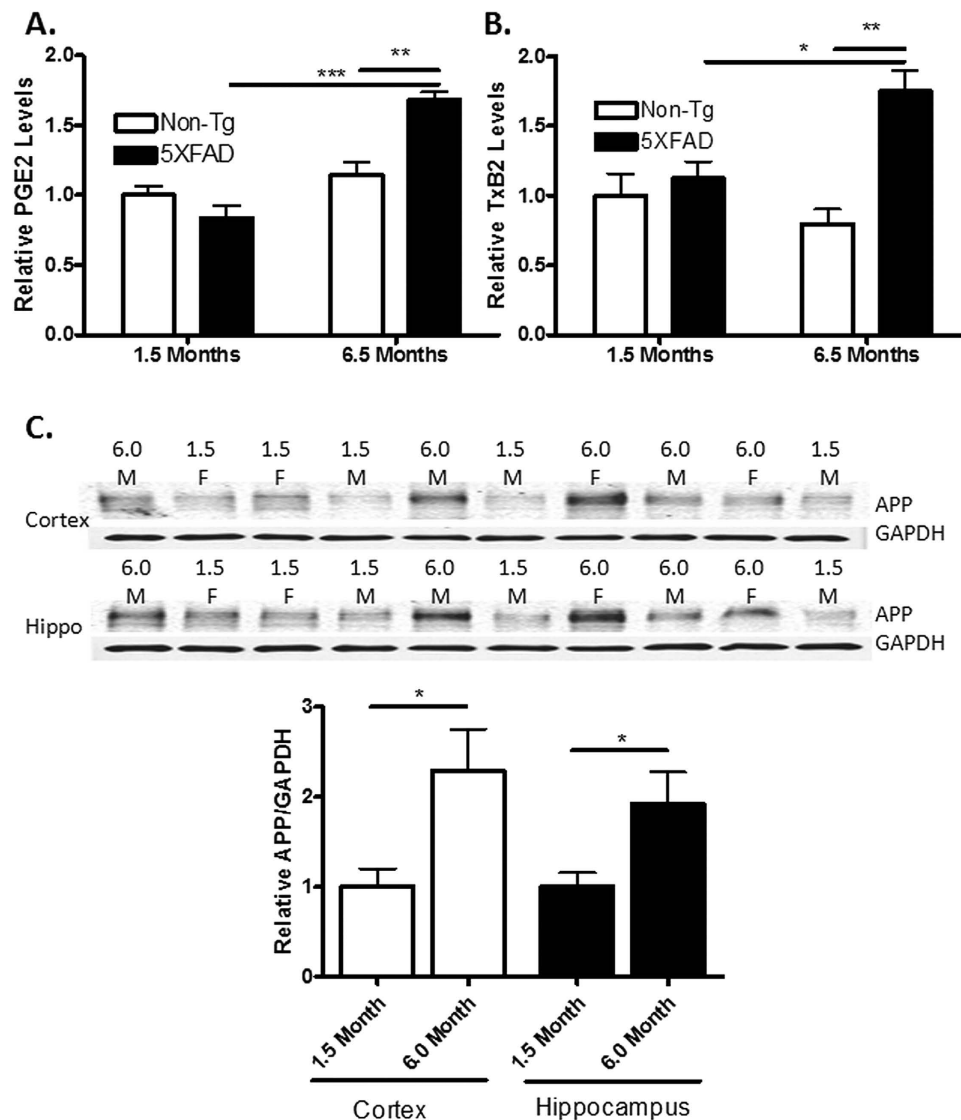 A.
**
***
2.0
1.5
1.0
0.5
0.0
Relative PGE2 Levels
Non-Tg
5XFAD
1.5 Months
6.5 Months
B.
**
*
2.0
1.5
1.0
0.5
0.0
Relative TxB2 Levels
Non-Tg
5XFAD
1.5 Months
6.5 Months
C.
6.0 1.5 1.5 1.5 6.0 1.5 6.0 6.0 6.0 1.5
M F F M M M F M F M
Cortex
APP
GAPDH
6.0 1.5 1.5 1.5 6.0 1.5 6.0 6.0 6.0 1.5
M F F M M M F M F M
Hippo
APP
GAPDH
*
*
3
2
1
0
Relative APP/GAPDH
1.5 Month
6.0 Month
1.5 Month
6.0 Month
Cortex
Hippocampus